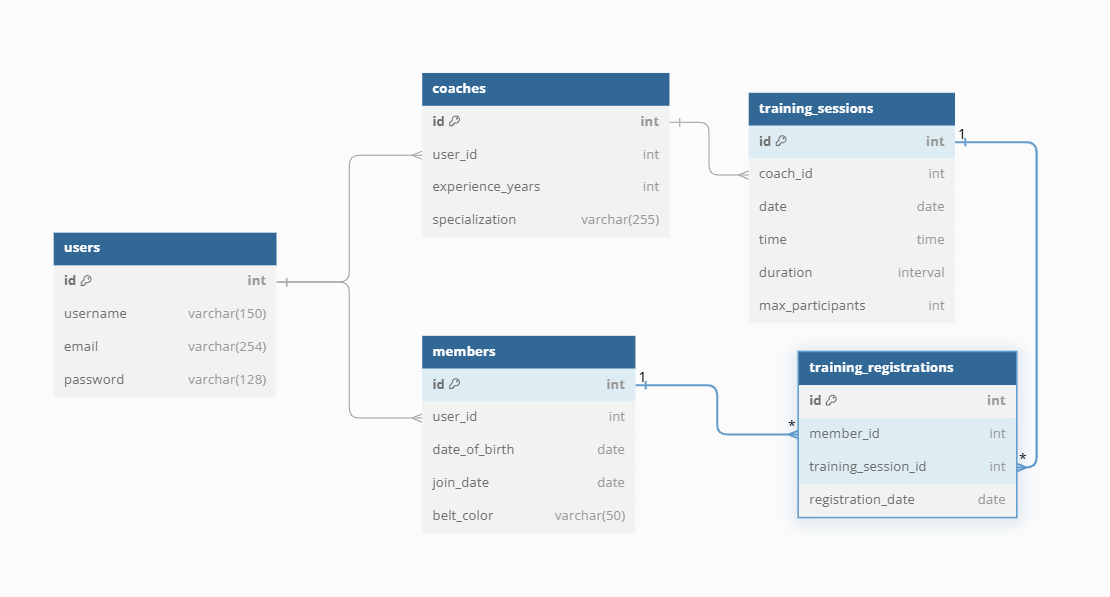 coaches
id int
user_id int
experience_years int
specialization varchar(255)
training_sessions
id int
coach_id int
date date
time time
duration interval
max_participants int
1
users
id int
username varchar(150)
email varchar(254)
password varchar(128)
members
id int
user_id int
date_of_birth date
join_date date
belt_color varchar(50)
1
*
training_registrations
id int
member_id int
training_session_id int
registration_date date
*